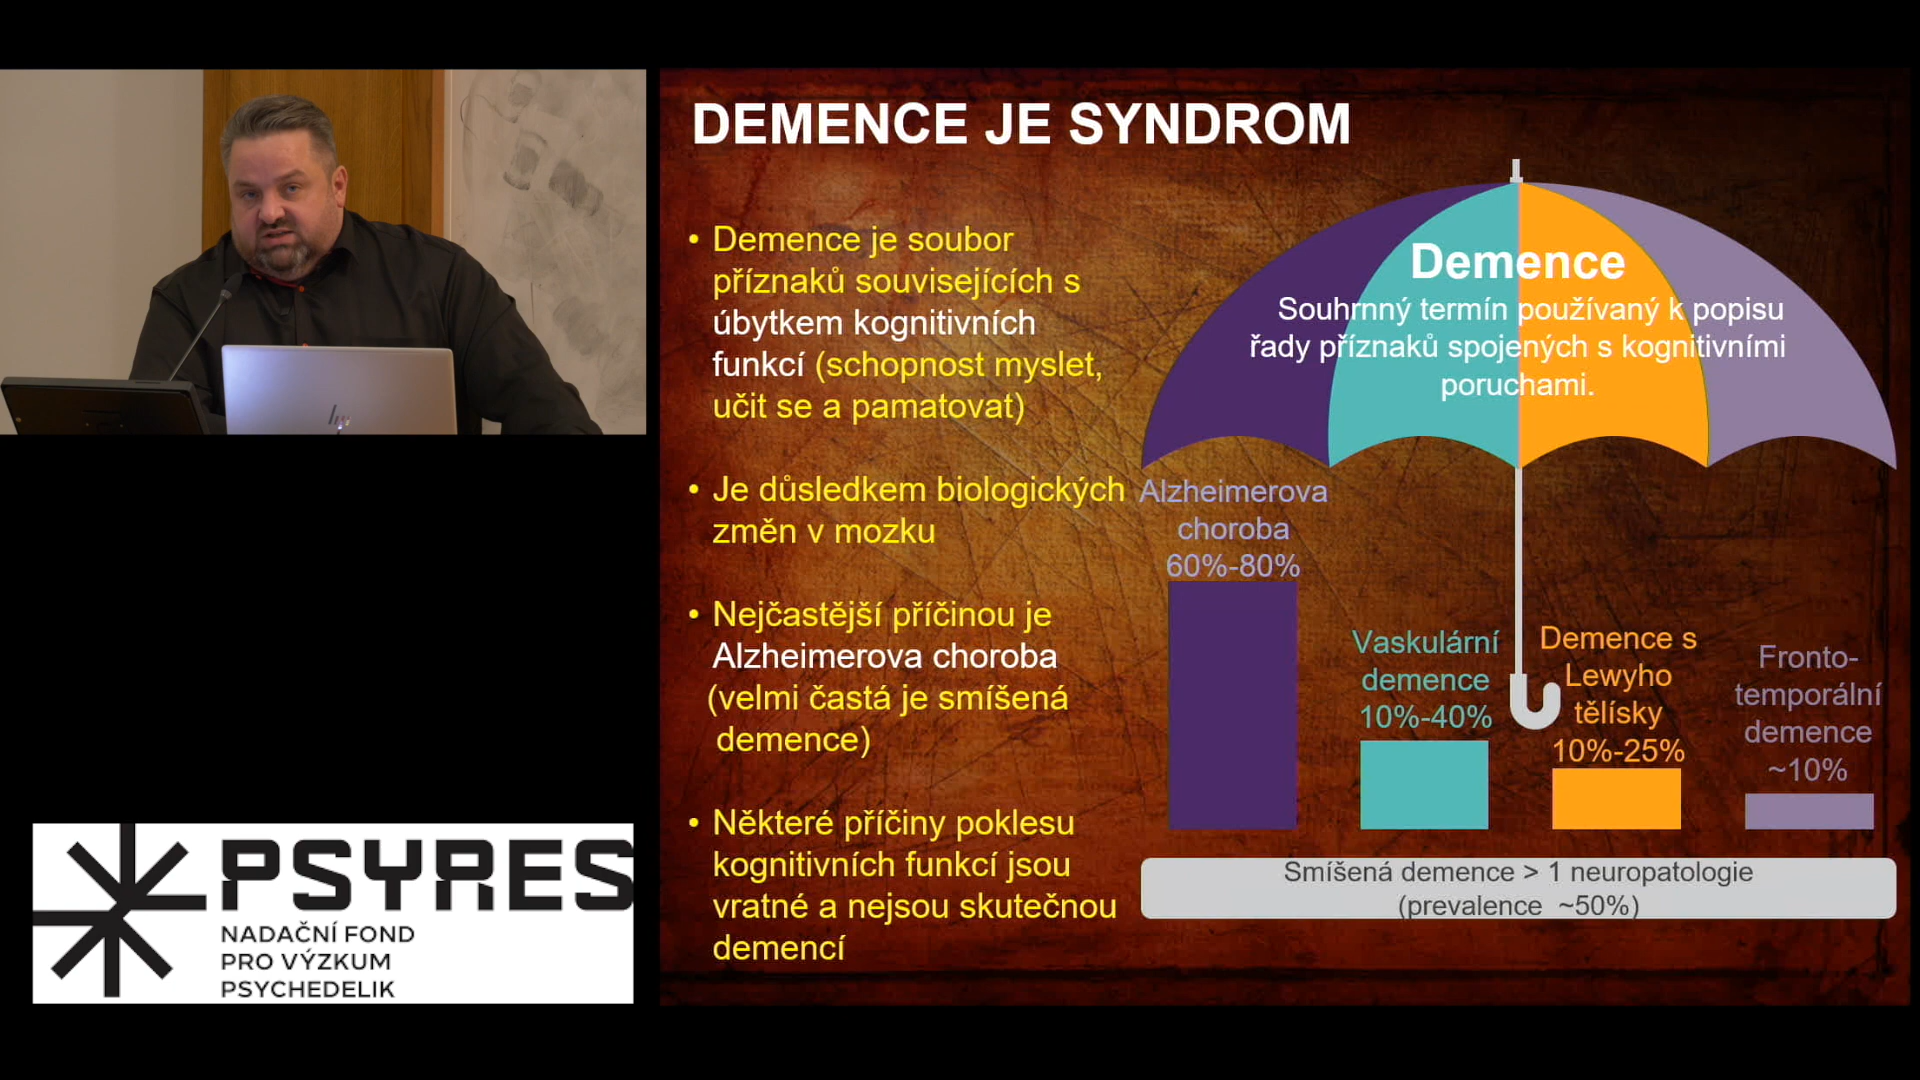 DEMENCE JE SYNDROM
• Demence je soubor
příznaků souvisejících s
úbytkem kognitivních
funkcí (schopnost myslet,
učit se a pamatovat)
• Je důsledkem biologických
změn v mozku
• Nejčastější příčinou je
Alzheimerova choroba
(velmi častá je smíšená
demence)
• Některé příčiny poklesu
kognitivních funkcí jsou
vratné a nejsou skutečnou
demencí
Demence
Souhrnný termín používaný k popisu
řady příznaků spojených s kognitivními
poruchami.
Alzheimerova
choroba
60%-80%
Vaskulární
demence
10%-40%
Demence s
Lewyho
tělísky
10%-25%
Fronto-
temporální
demence
~10%
Smíšená demence > 1 neuropatologie
(prevalence ~50%)
hp
PSYRES
NADAČNÍ FOND
PRO VÝZKUM
PSYCHEDELIK